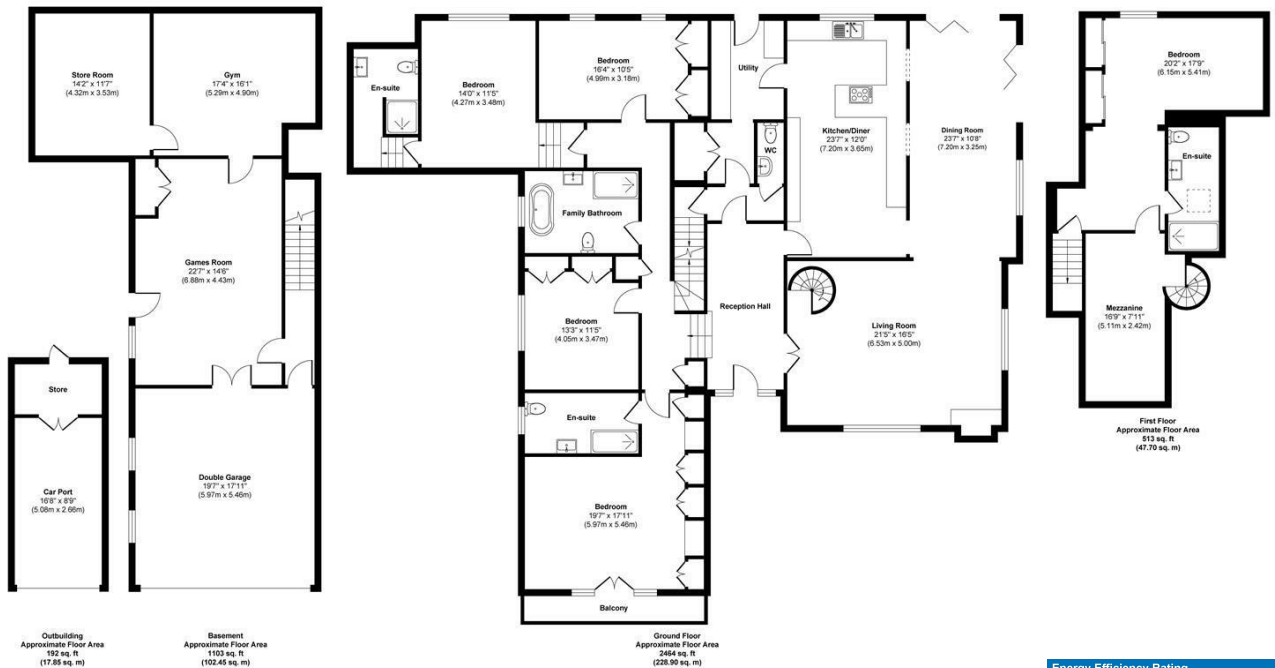 Store Room
14'2" x 11'7"
(4.32m x 3.53m)
Gym
17'4" x 16'1"
(5.29m x 4.90m)
Games Room
22'7" x 14'6"
(6.88m x 4.43m)
Store
Car Port
16'8" x 8'9"
(5.08m x 2.66m)
Double Garage
19'7" x 17'11"
(5.97m x 5.46m)
Outbuilding
Approximate Floor Area
192 sq. ft
(17.85 sq. m)
Basement
Approximate Floor Area
1103 sq. ft
(102.45 sq. m)
En-suite
Bedroom
14'0" x 11'5"
(4.27m x 3.48m)
Bedroom
16'4" x 10'5"
(4.99m x 3.18m)
Utility
WC
Kitchen/Diner
23'7" x 12'0"
(7.20m x 3.65m)
Dining Room
23'7" x 10'8"
(7.20m x 3.25m)
Family Bathroom
Bedroom
13'3" x 11'5"
(4.05m x 3.47m)
Reception Hall
Living Room
21'5" x 16'5"
(6.53m x 5.00m)
En-suite
Bedroom
19'7" x 17'11"
(5.97m x 5.46m)
Balcony
Ground Floor
Approximate Floor Area
2464 sq. ft
(228.90 sq. m)
Bedroom
20'2" x 17'9"
(6.15m x 5.41m)
En-suite
Mezzanine
16'9" x 7'11"
(5.11m x 2.42m)
First Floor
Approximate Floor Area
513 sq. ft
(47.70 sq. m)
Energy Efficiency Rating